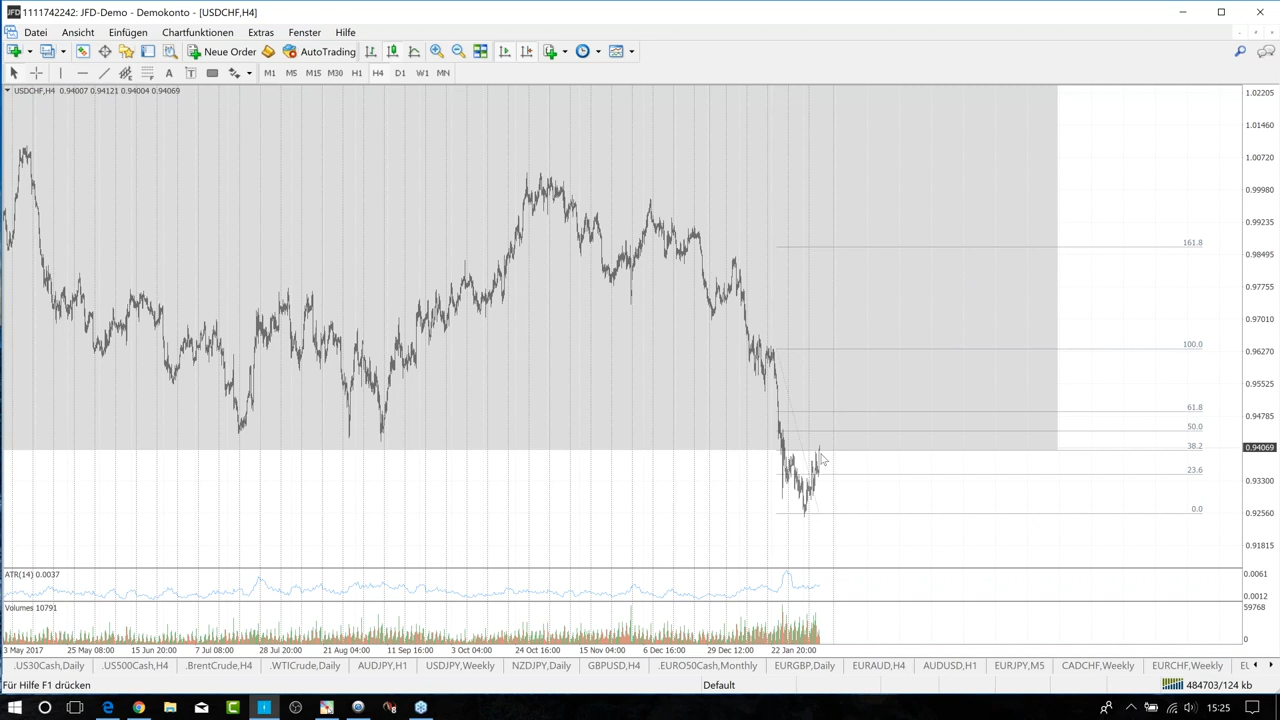 JFD 1111742242: JFD-Demo - Demokonto - [USDCHF,H4]
Datei Ansicht Einfügen Chartfunktionen Extras Fenster Hilfe
New Order AutoTrading
A T M1 M5 M15 M30 H1 H4 D1 W1 MN
USDCHF,H4 0.94007 0.94121 0.94004 0.94069
1.02205
1.01460
1.00720
0.99980
0.99235
161.8
0.98495
0.97755
0.97010
100.0
0.96270
0.95525
61.8
0.94785
50.0
38.2
0.94069
23.6
0.93300
0.0
0.92560
0.91815
ATR(14) 0.0037
0.0061
0.0012
Volumes 10791
59768
0
3 May 2017 25 May 08:00 15 Jun 20:00 7 Jul 08:00 28 Jul 20:00 21 Aug 04:00 11 Sep 16:00 3 Oct 04:00 24 Oct 16:00 15 Nov 04:00 6 Dec 16:00 29 Dec 12:00 22 Jan 20:00
.US30Cash,Daily .US500Cash,H4 .BrentCrude,H4 .WTICrude,Daily AUDJPY,H1 USDJPY,Weekly NZDJPY,Daily GBPUSD,H4 .EURO50Cash,Monthly EURGBP,Daily EURAUD,H4 AUDUSD,H1 EURJPY,M5 CADCHF,Weekly EURCHF,Weekly
Für Hilfe F1 drücken Default 484703/124 kb
15:25